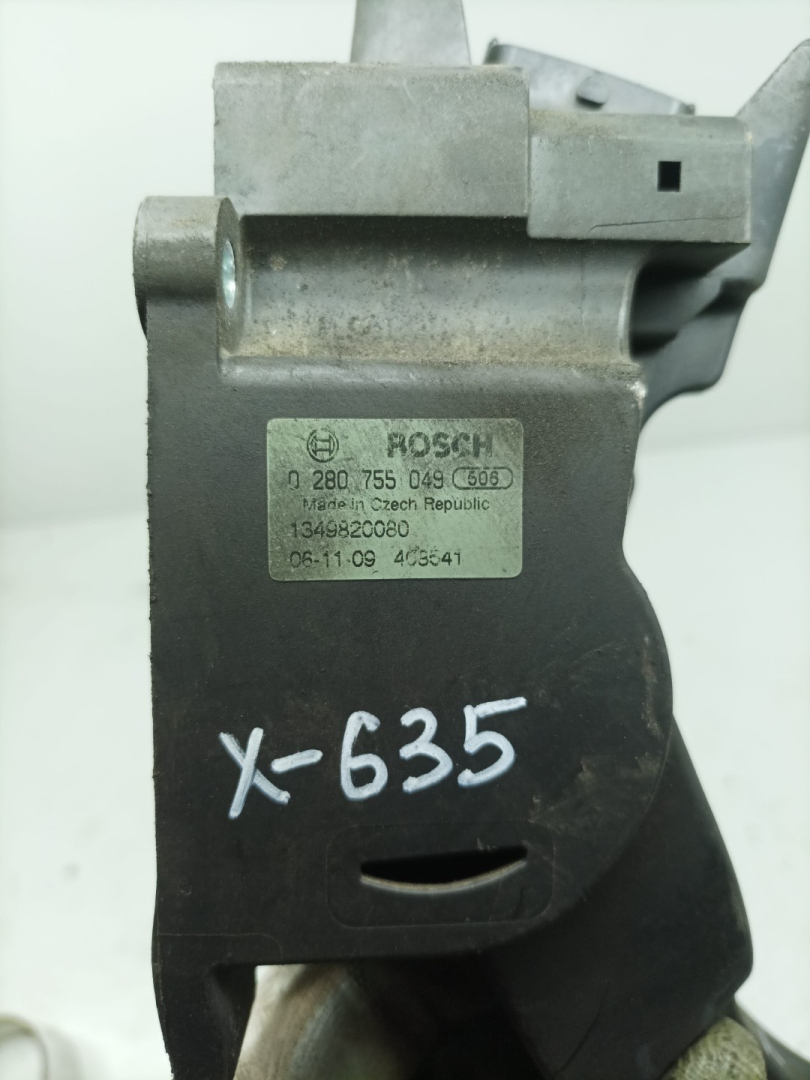 BOSCH
0 280 755 049 506
Made in Czech Republic
1349820080
06-11-09 403541
X-635